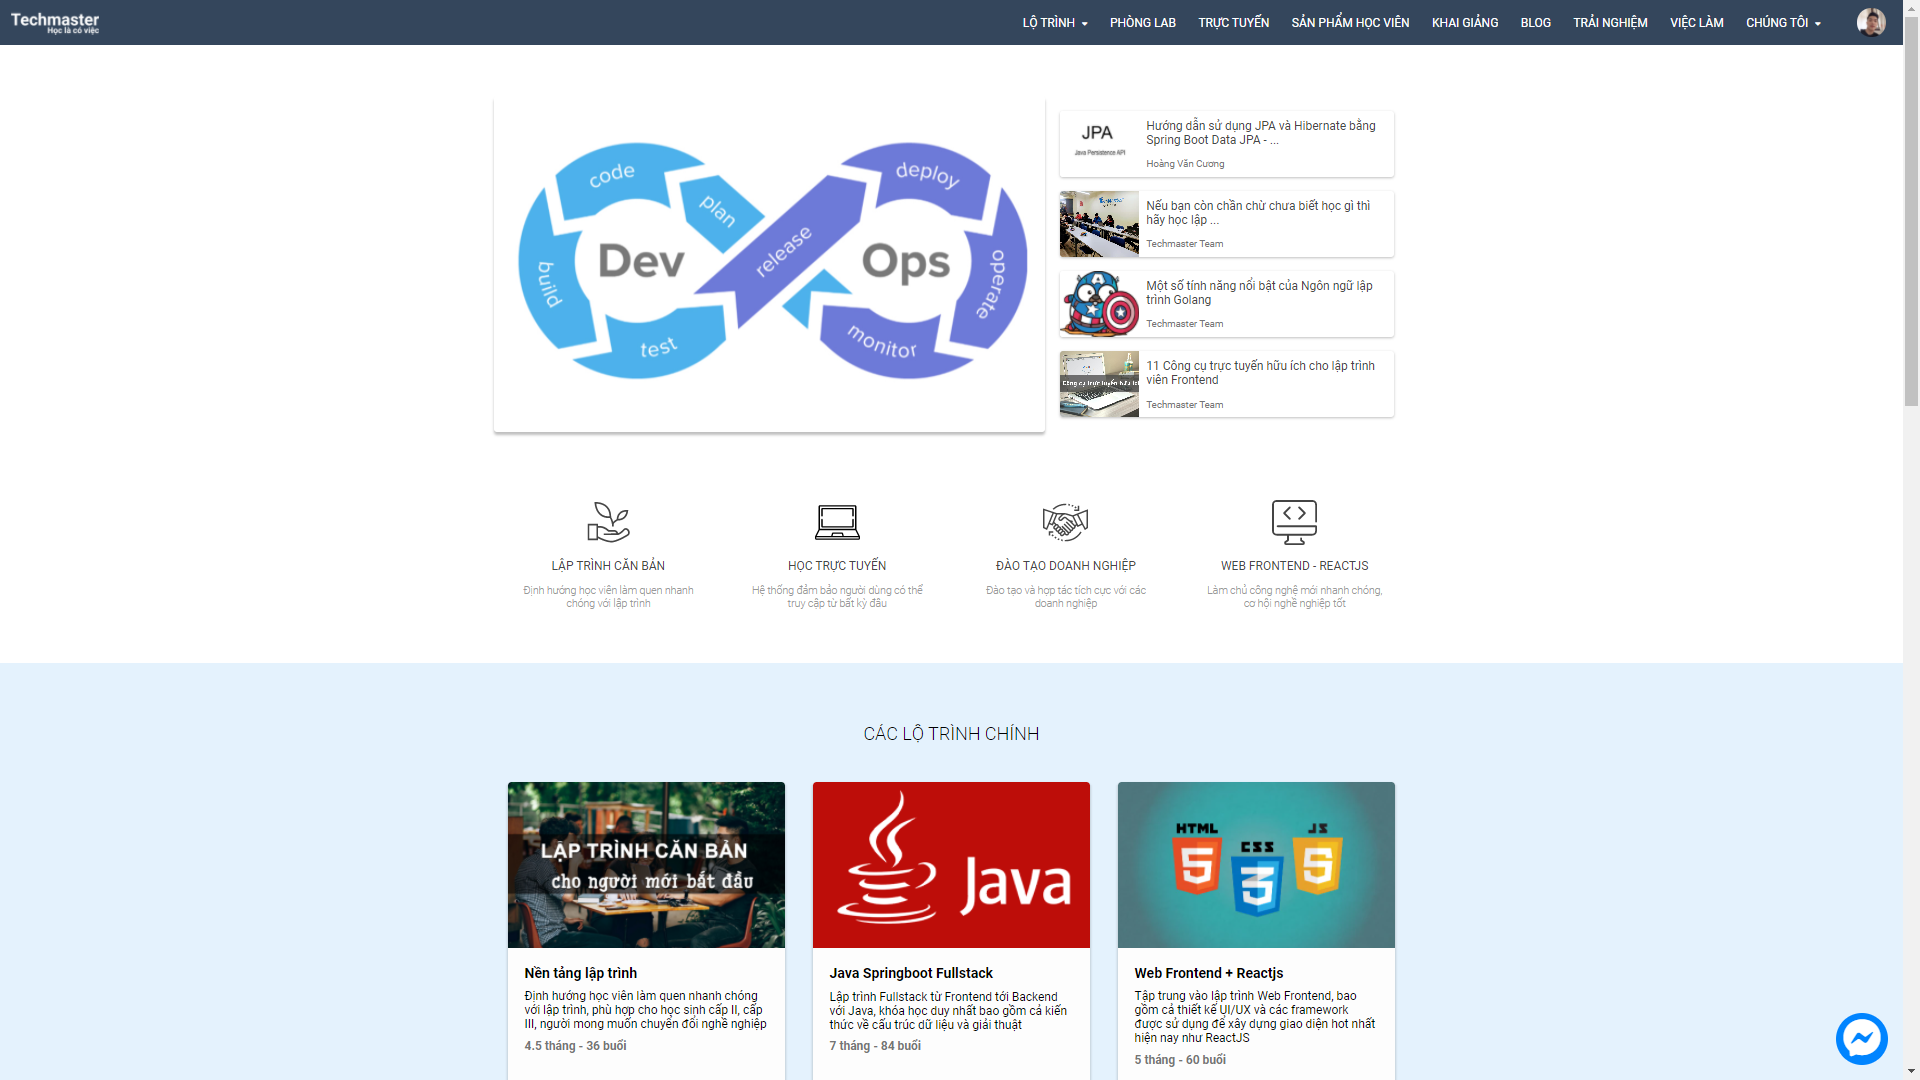 Techmaster
Học là có việc
LỘ TRÌNH
PHÒNG LAB
TRỰC TUYẾN
SẢN PHẨM HỌC VIÊN
KHAI GIẢNG
BLOG
TRẢI NGHIỆM
VIỆC LÀM
CHÚNG TÔI
code
plan
build
test
Dev
release
Ops
deploy
operate
monitor
JPA
Java Persistence API
Hướng dẫn sử dụng JPA và Hibernate bằng
Spring Boot Data JPA - ...
Hoàng Văn Cương
Nếu bạn còn chần chừ chưa biết học gì thì
hãy học lập ...
Techmaster Team
Một số tính năng nổi bật của Ngôn ngữ lập
trình Golang
Techmaster Team
Công cụ trực tuyến hữu ích
11 Công cụ trực tuyến hữu ích cho lập trình
viên Frontend
Techmaster Team
LẬP TRÌNH CĂN BẢN
Định hướng học viên làm quen nhanh
chóng với lập trình
HỌC TRỰC TUYẾN
Hệ thống đảm bảo người dùng có thể
truy cập từ bất kỳ đâu
ĐÀO TẠO DOANH NGHIỆP
Đào tạo và hợp tác tích cực với các
doanh nghiệp
WEB FRONTEND - REACTJS
Làm chủ công nghệ mới nhanh chóng,
cơ hội nghề nghiệp tốt
CÁC LỘ TRÌNH CHÍNH
LẬP TRÌNH CĂN BẢN
cho người mới bắt đầu
Nền tảng lập trình
Định hướng học viên làm quen nhanh chóng
với lập trình, phù hợp cho học sinh cấp II, cấp
III, người mong muốn chuyển đổi nghề nghiệp
4.5 tháng - 36 buổi
Java
Java Springboot Fullstack
Lập trình Fullstack từ Frontend tới Backend
với Java, khóa học duy nhất bao gồm cả kiến
thức về cấu trúc dữ liệu và giải thuật
7 tháng - 84 buổi
HTML
5
CSS
3
JS
5
Web Frontend + Reactjs
Tập trung vào lập trình Web Frontend, bao
gồm cả thiết kế UI/UX và các framework
được sử dụng để xây dựng giao diện hot nhất
hiện nay như ReactJS
5 tháng - 60 buổi